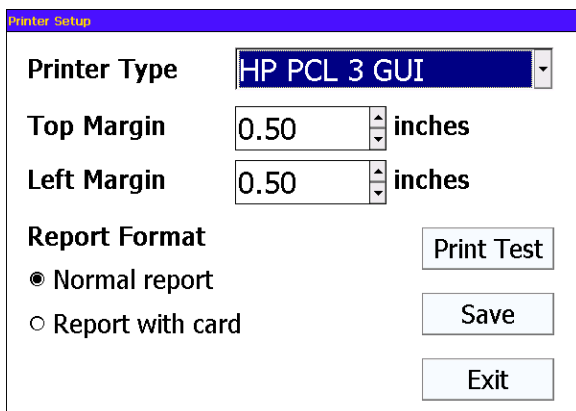 Printer Setup
Printer Type HP PCL 3 GUI
Top Margin 0.50 inches
Left Margin 0.50 inches
Report Format
Print Test
Normal report
Report with card
Save
Exit